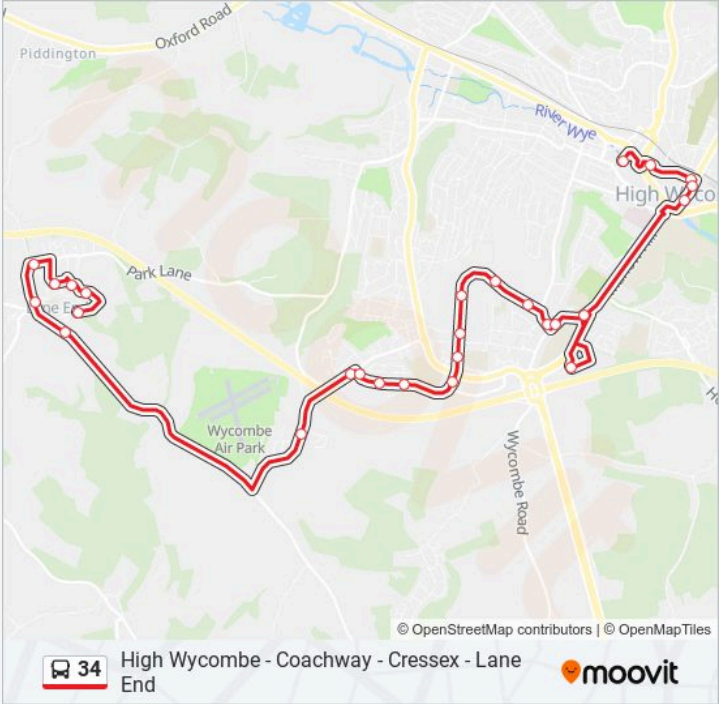 Oxford Road
Piddington
River Wye
High Wyco
Park Lane
Wycombe
Air Park
Wycombe Road
© OpenStreetMap contributors | © OpenMapTiles
34
High Wycombe - Coachway - Cressex - Lane
End
moovit